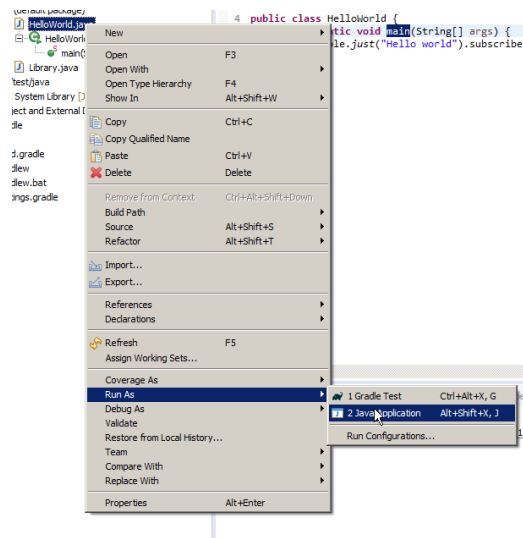 (default package)
HelloWorld.java
HelloWorld
main(S
Library.java
/test/java
System Library [J
ject and External D
dle
d.gradle
dlew
dlew.bat
ings.gradle
4 public class HelloWorld {
tic void main(String[] args) {
le.just("Hello world").subscribe
New
Open F3
Open With
Open Type Hierarchy F4
Show In Alt+Shift+W
Copy Ctrl+C
Copy Qualified Name
Paste Ctrl+V
Delete Delete
Remove from Context Ctrl+Alt+Shift+Down
Build Path
Source Alt+Shift+S
Refactor Alt+Shift+T
Import...
Export...
References
Declarations
Refresh F5
Assign Working Sets...
Coverage As
Run As
Debug As
Validate
Restore from Local History...
Team
Compare With
Replace With
Properties Alt+Enter
1 Gradle Test Ctrl+Alt+X, G
2 Java Application Alt+Shift+X, J
Run Configurations...